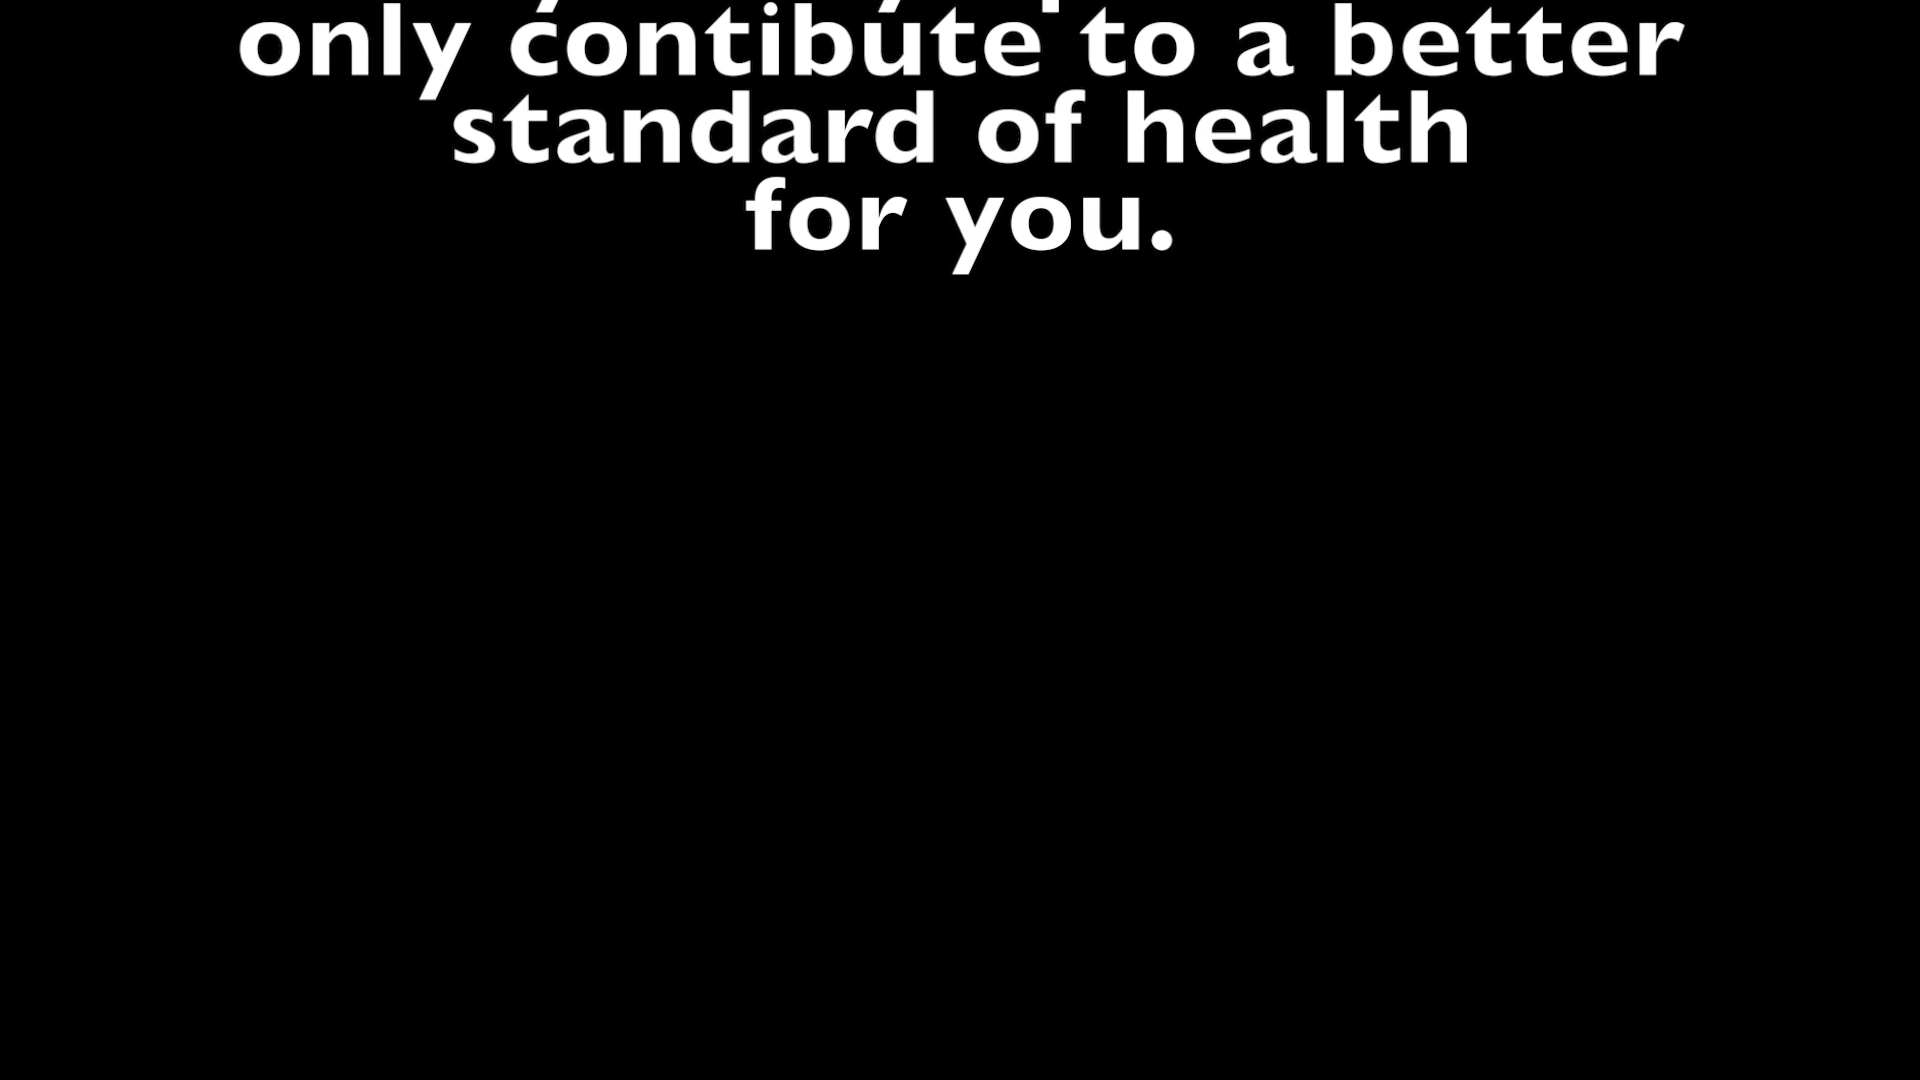 only contibute to a better
standard of health
for you.